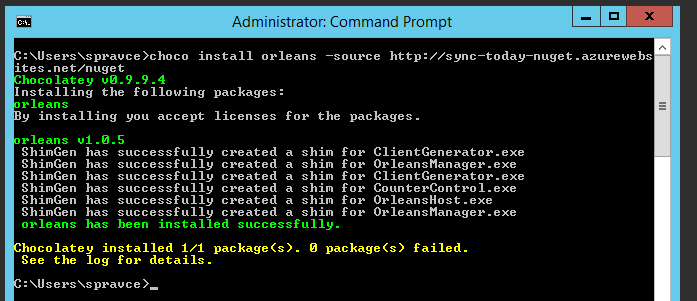 Administrator: Command Prompt
C:\Users\spravce>choco install orleans -source http://sync-today-nuget.azurewebs
ites.net/nuget
Chocolatey v0.9.9.4
Installing the following packages:
orleans
By installing you accept licenses for the packages.
orleans v1.0.5
ShimGen has successfully created a shim for ClientGenerator.exe
ShimGen has successfully created a shim for OrleansManager.exe
ShimGen has successfully created a shim for ClientGenerator.exe
ShimGen has successfully created a shim for CounterControl.exe
ShimGen has successfully created a shim for OrleansHost.exe
ShimGen has successfully created a shim for OrleansManager.exe
orleans has been installed successfully.
Chocolatey installed 1/1 package(s). 0 package(s) failed.
See the log for details.
C:\Users\spravce>_